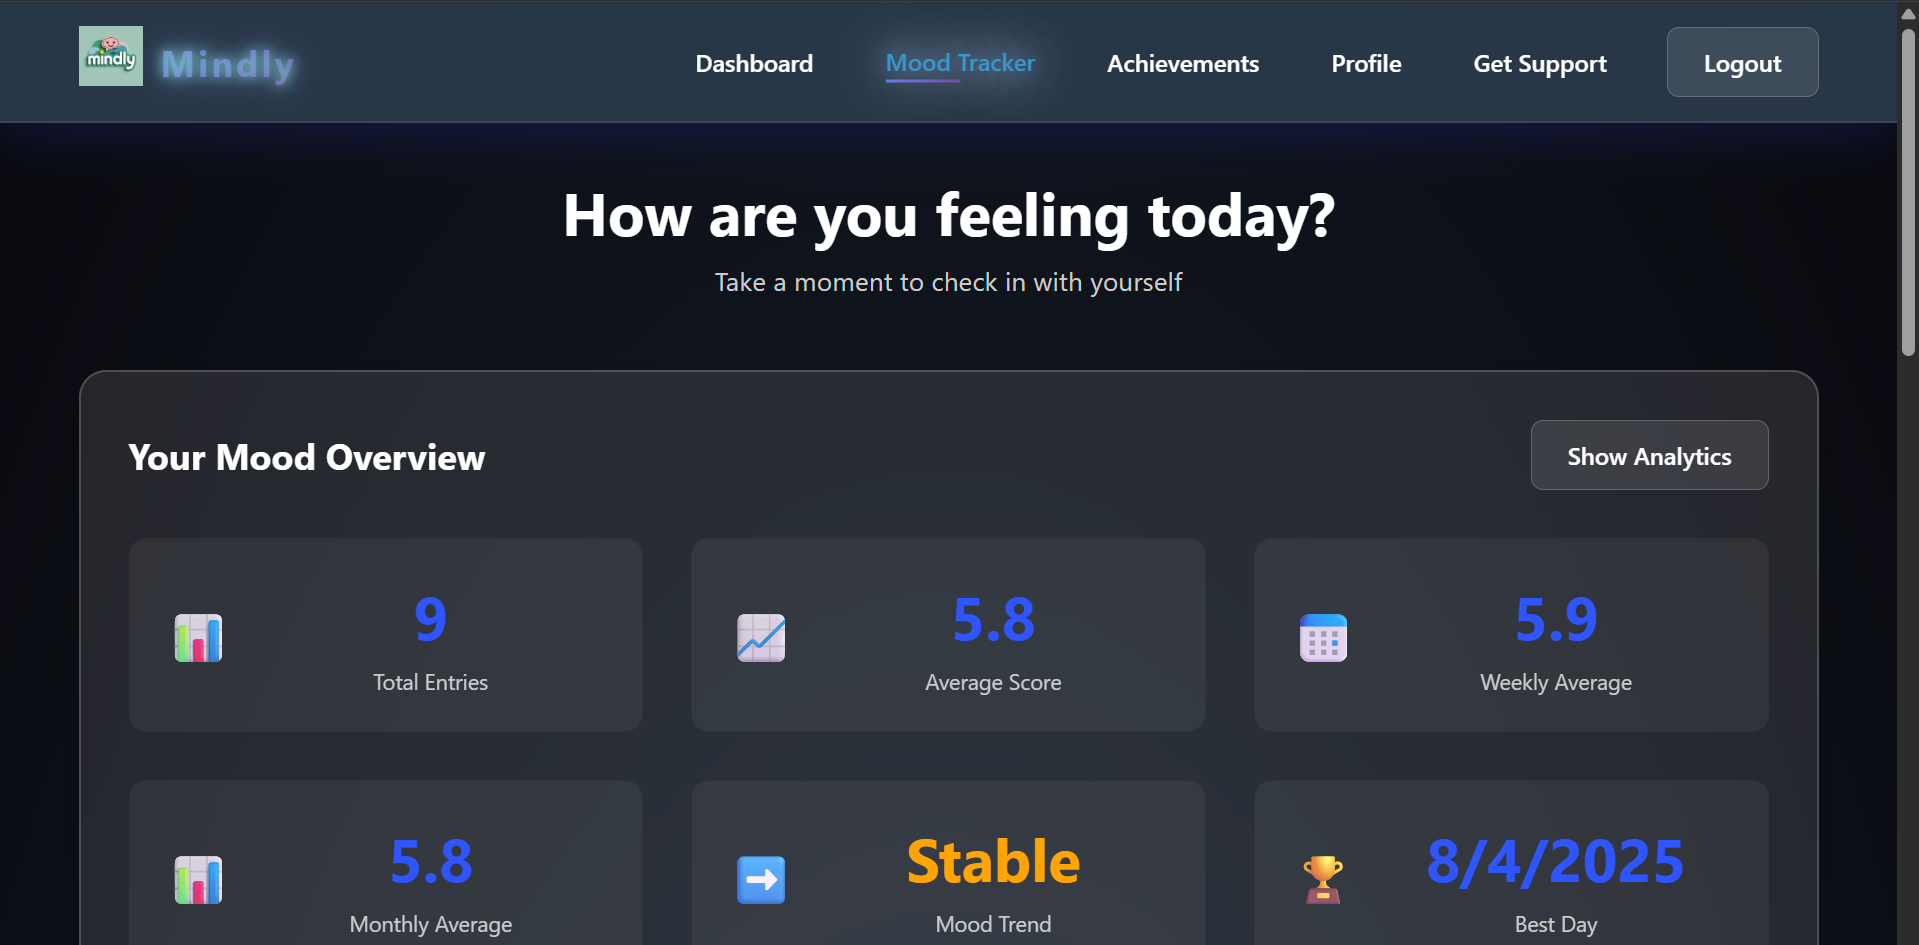 mindly
Mindly
Dashboard
Mood Tracker
Achievements
Profile
Get Support
Logout
How are you feeling today?
Take a moment to check in with yourself
Your Mood Overview
Show Analytics
9
Total Entries
5.8
Average Score
5.9
Weekly Average
5.8
Monthly Average
Stable
Mood Trend
8/4/2025
Best Day